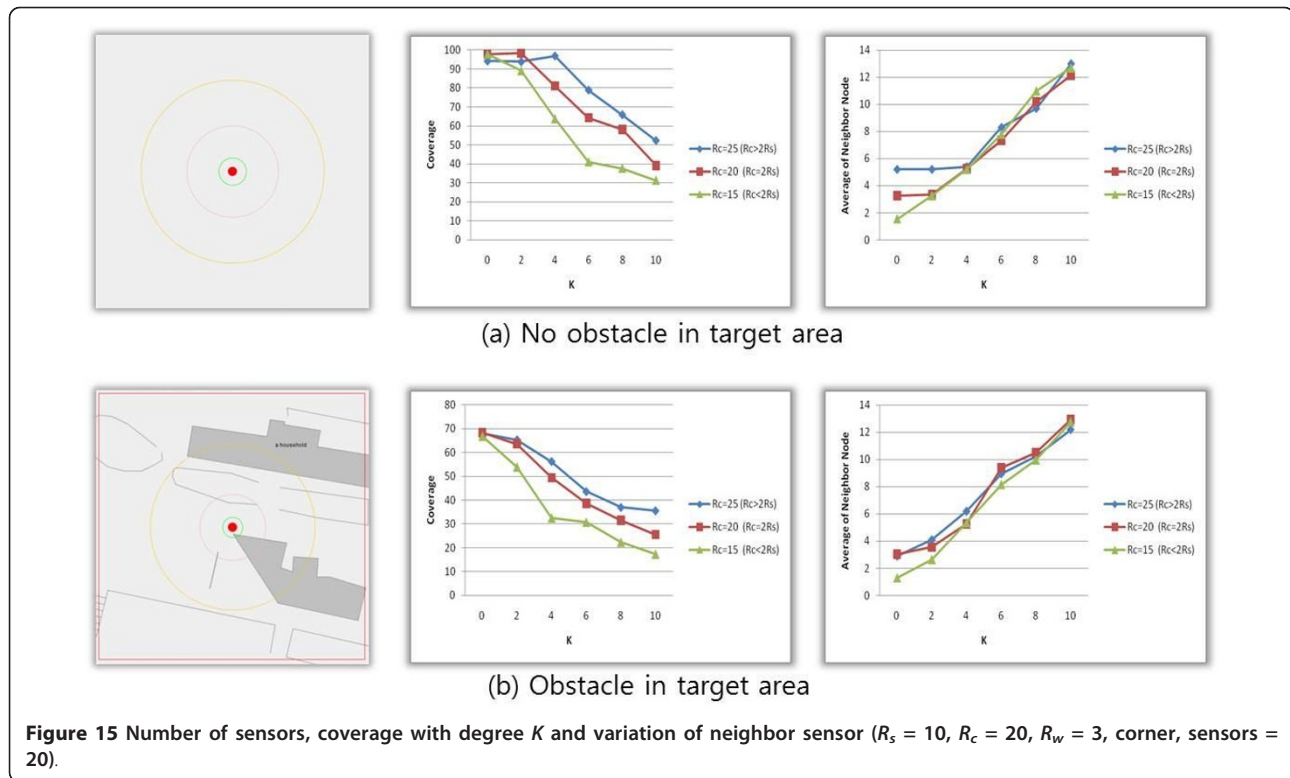 100
90
80
70
60
50
40
30
20
10
0
Coverage
0 2 4 6 8 10
K
Rc=25 (Rc>2Rs)
Rc=20 (Rc=2Rs)
Rc=15 (Rc<2Rs)
14
12
10
8
6
4
2
0
Average of Neighbor Node
0 2 4 6 8 10
K
Rc=25 (Rc>2Rs)
Rc=20 (Rc=2Rs)
Rc=15 (Rc<2Rs)
(a) No obstacle in target area
a household
80
70
60
50
40
30
20
10
0
Coverage
0 2 4 6 8 10
K
Rc=25 (Rc>2Rs)
Rc=20 (Rc=2Rs)
Rc=15 (Rc<2Rs)
14
12
10
8
6
4
2
0
Average of Neighbor Node
0 2 4 6 8 10
K
Rc=25 (Rc>2Rs)
Rc=20 (Rc=2Rs)
Rc=15 (Rc<2Rs)
(b) Obstacle in target area
Figure 15 Number of sensors, coverage with degree K and variation of neighbor sensor (Rs = 10, Rc = 20, Rw = 3, corner, sensors =
20).